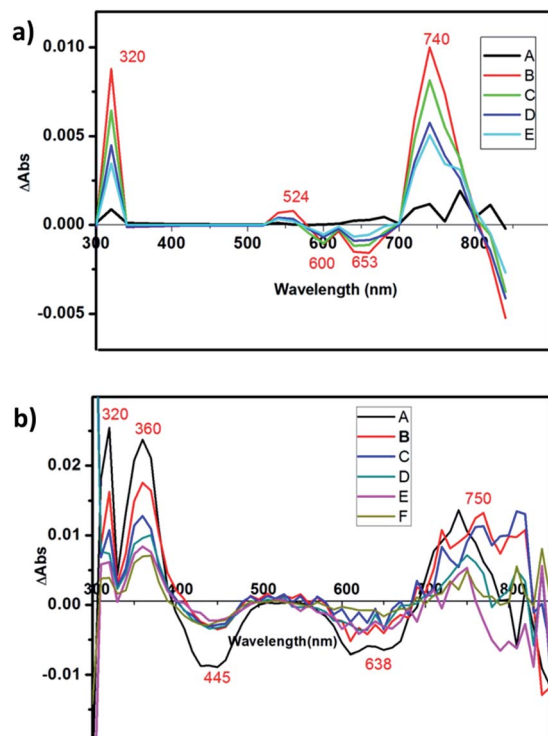 a)
0.010
0.005
0.000
-0.005
ΔAbs
320
740
524
600
653
A
B
C
D
E
300
400
500
600
700
800
Wavelength (nm)
b)
0.02
0.01
0.00
-0.01
ΔAbs
320
360
750
445
638
A
B
C
D
E
F
300
400
500
600
700
800
Wavelength(nm)